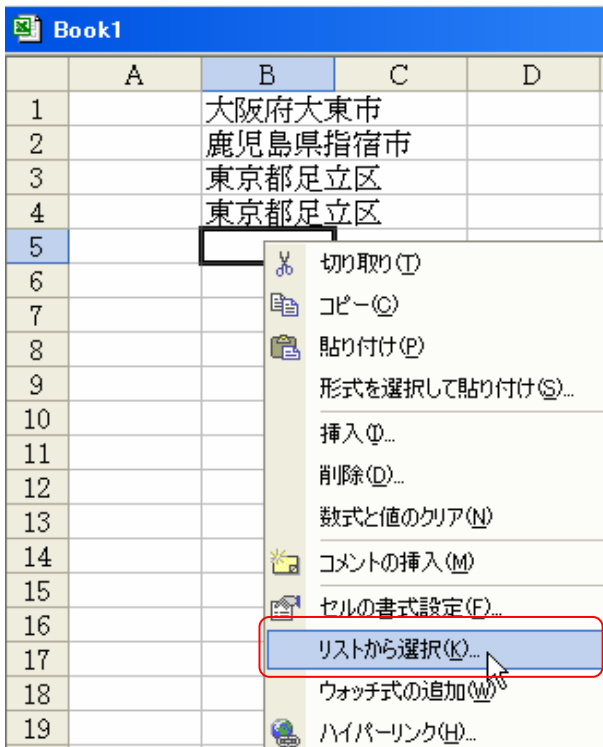 Book1
A B C D
1 大阪府大東市
2 鹿児島県指宿市
3 東京都足立区
4 東京都足立区
5
6
7
8
9
10
11
12
13
14
15
16
17
18
19
切り取り(T)
コピー(C)
貼り付け(P)
形式を選択して貼り付け(S)...
挿入(I)...
削除(D)...
数式と値のクリア(N)
コメントの挿入(M)
セルの書式設定(F)...
リストから選択(K)...
ウォッチ式の追加(W)
ハイパーリンク(H)...